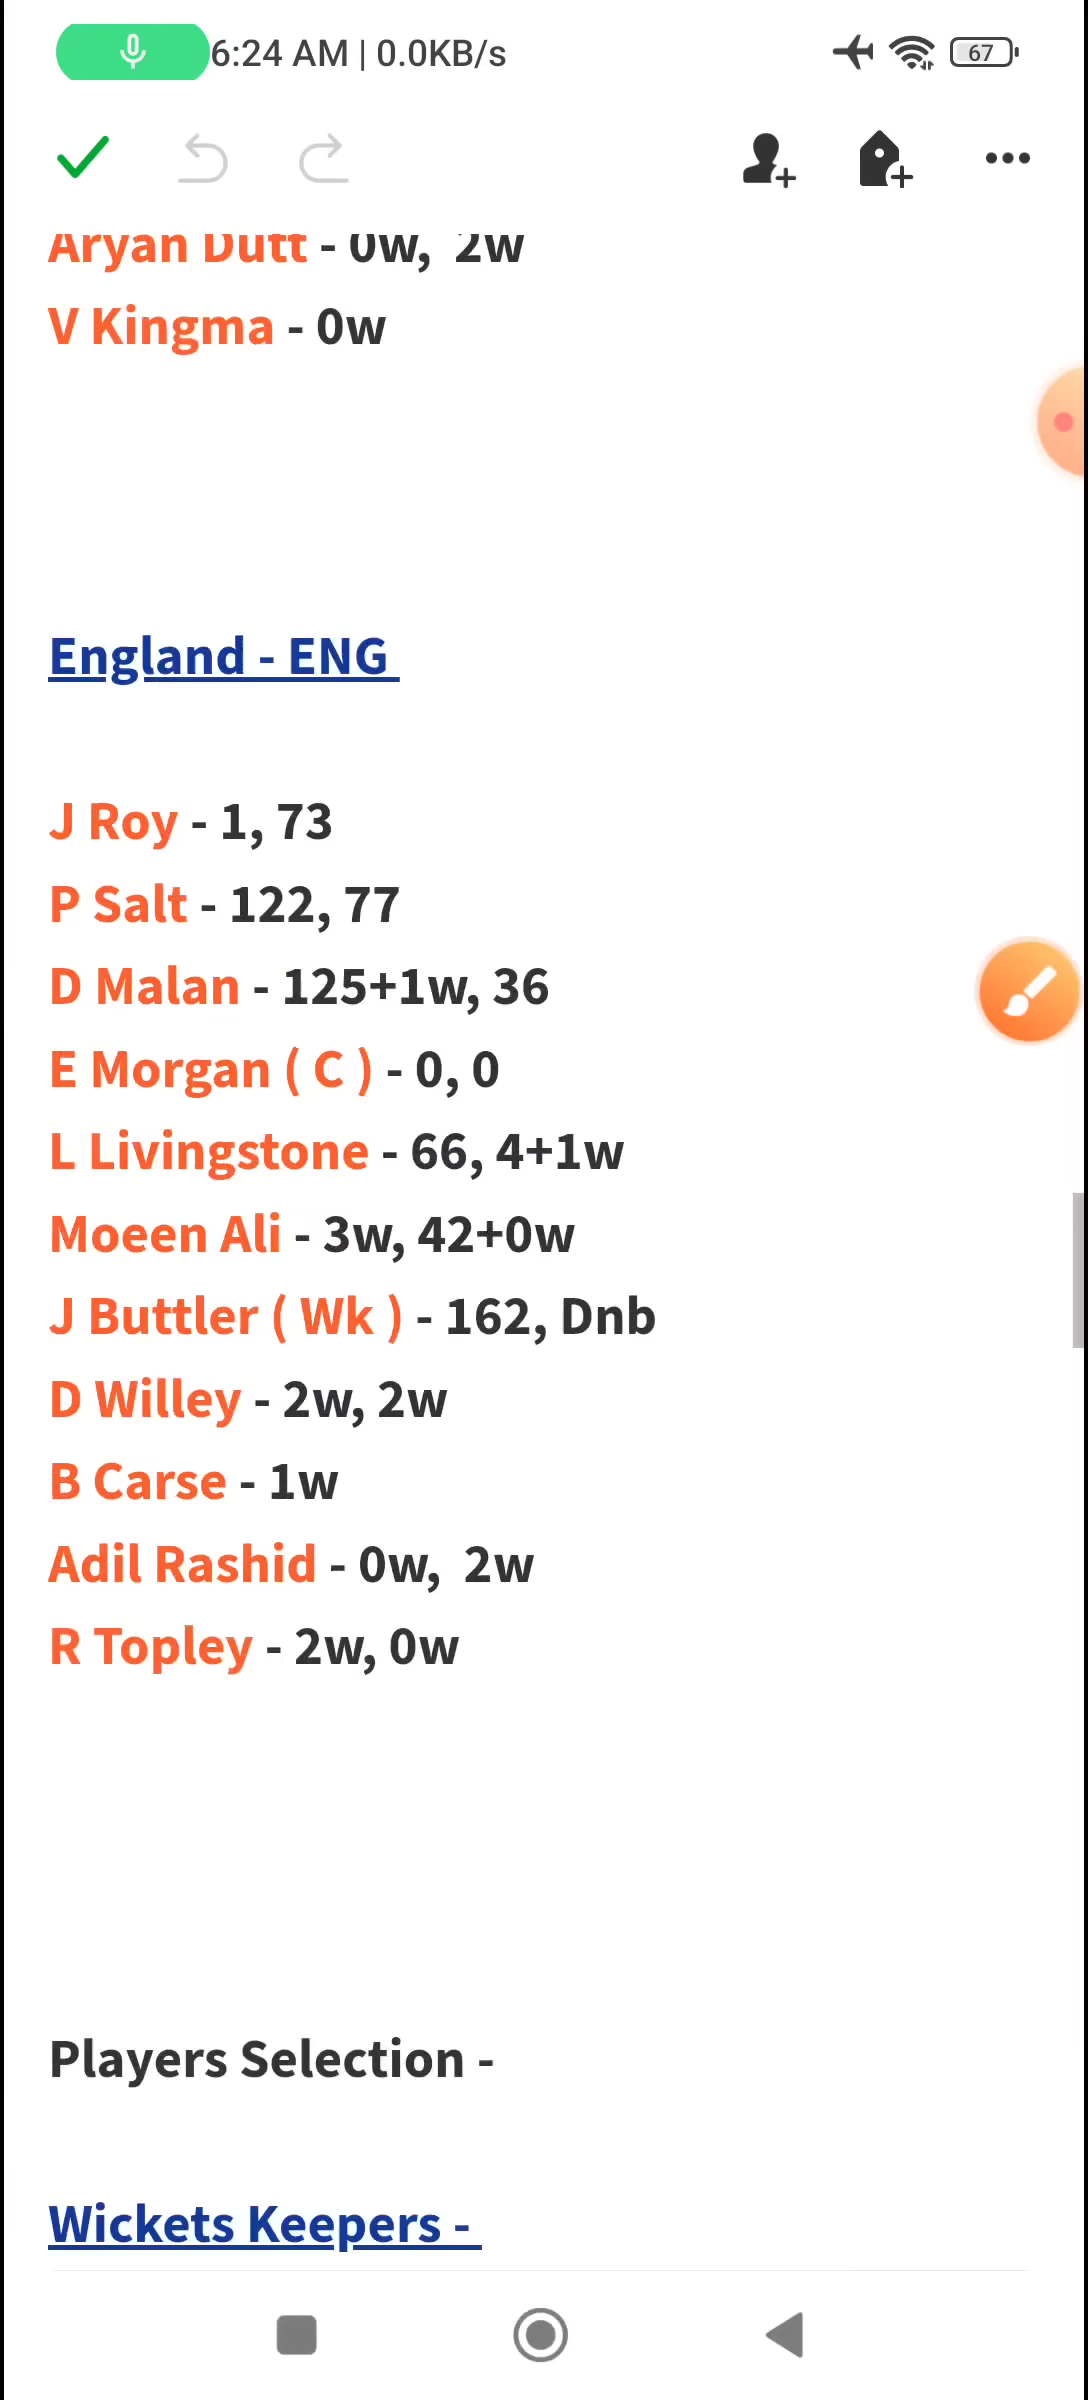 6:24 AM | 0.0KB/s
67
Aryan Dutt - 0w, 2w
V Kingma - 0w
England - ENG
J Roy - 1, 73
P Salt - 122, 77
D Malan - 125+1w, 36
E Morgan ( C ) - 0, 0
L Livingstone - 66, 4+1w
Moeen Ali - 3w, 42+0w
J Buttler ( Wk ) - 162, Dnb
D Willey - 2w, 2w
B Carse - 1w
Adil Rashid - 0w, 2w
R Topley - 2w, 0w
Players Selection -
Wickets Keepers -